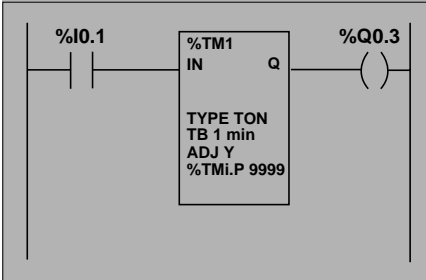 %I0.1
%TM1
%Q0.3
IN Q
TYPE TON
TB 1 min
ADJ Y
%TMi.P 9999